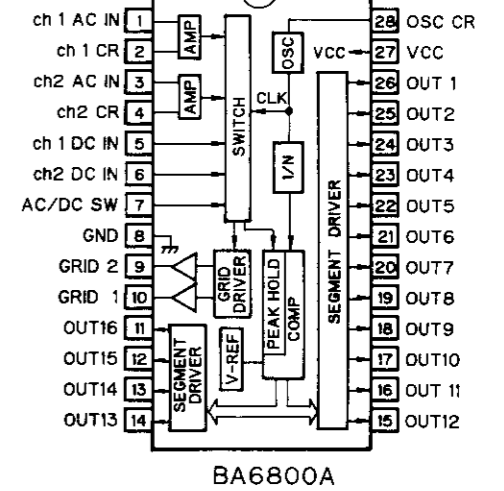 ch 1 AC IN 1
ch 1 CR 2
ch2 AC IN 3
ch2 CR 4
ch 1 DC IN 5
ch2 DC IN 6
AC/DC SW 7
GND 8
GRID 2 9
GRID 1 10
OUT16 11
OUT15 12
OUT14 13
OUT13 14
AMP
AMP
SWITCH
OSC
CLK
1/N
GRID DRIVER
PEAK HOLD
COMP
V-REF
SEGMENT DRIVER
SEGMENT DRIVER
28 OSC CR
VCC 27 VCC
26 OUT 1
25 OUT2
24 OUT3
23 OUT4
22 OUT5
21 OUT6
20 OUT7
19 OUT8
18 OUT9
17 OUT10
16 OUT 11
15 OUT12
BA6800A